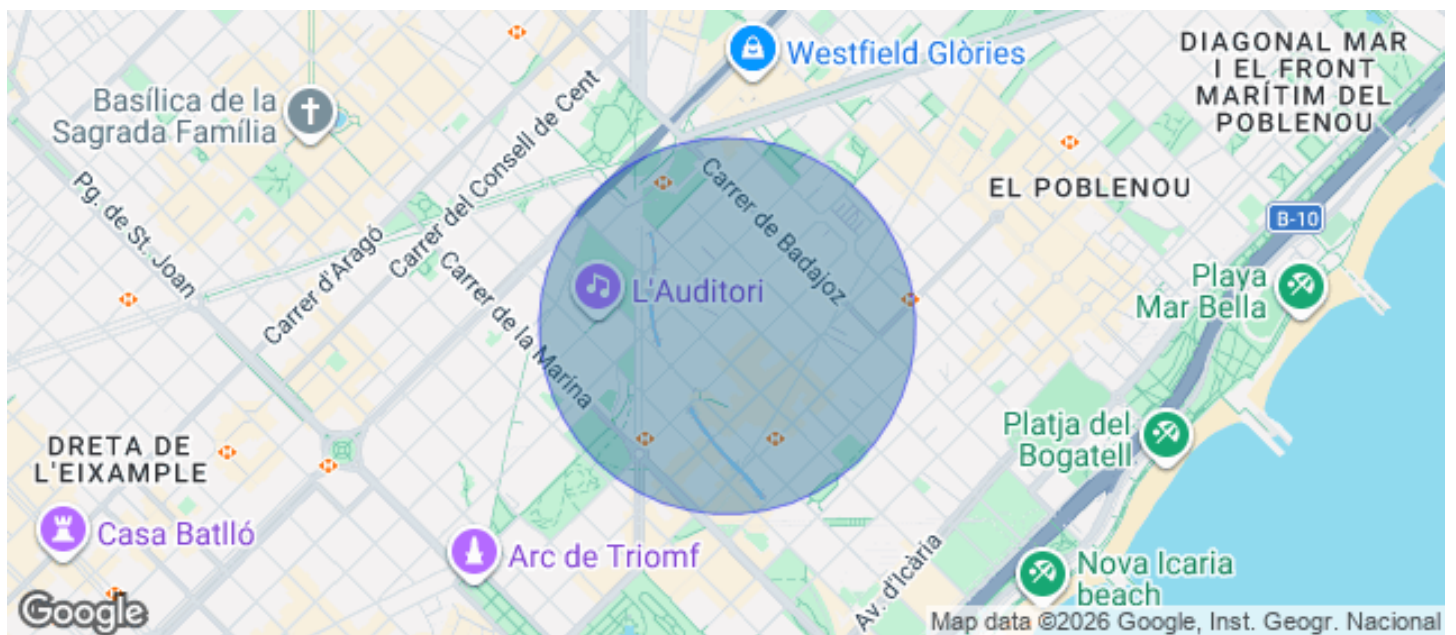 Westfield Glòries
DIAGONAL MAR
I EL FRONT
MARÍTIM DEL
POBLENOU
Basílica de la
Sagrada Família
Carrer del Consell de Cent
Carrer de Badajoz
EL POBLENOU
Pg. de St. Joan
B-10
Carrer d'Aragó
Carrer de la Marina
L'Auditori
Playa
Mar Bella
Platja del
Bogatell
DRETA DE
L'EIXAMPLE
Casa Batlló
Arc de Triomf
Av. d'Icària
Nova Icaria
beach
Google
Map data ©2026 Google, Inst. Geogr. Nacional